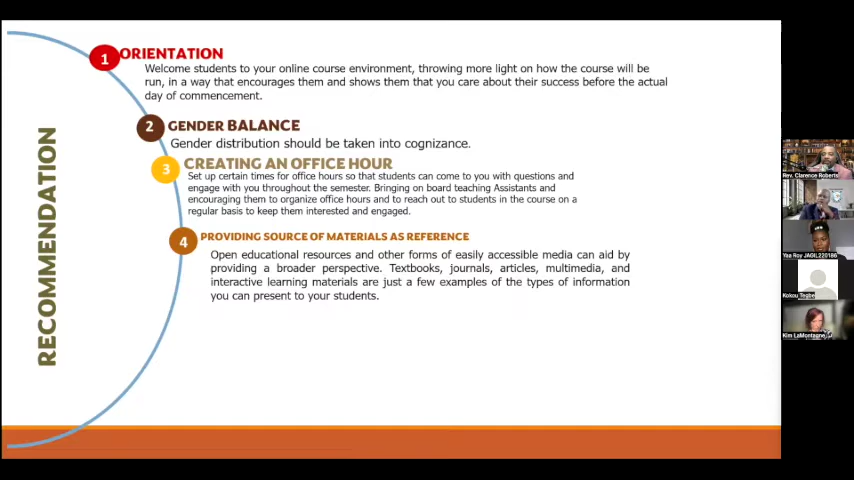 RECOMMENDATION
1
ORIENTATION
Welcome students to your online course environment, throwing more light on how the course will be
run, in a way that encourages them and shows them that you care about their success before the actual
day of commencement.
2
GENDER BALANCE
Gender distribution should be taken into cognizance.
3
CREATING AN OFFICE HOUR
Set up certain times for office hours so that students can come to you with questions and
engage with you throughout the semester. Bringing on board teaching Assistants and
encouraging them to organize office hours and to reach out to students in the course on a
regular basis to keep them interested and engaged.
4
PROVIDING SOURCE OF MATERIALS AS REFERENCE
Open educational resources and other forms of easily accessible media can aid by
providing a broader perspective. Textbooks, journals, articles, multimedia, and
interactive learning materials are just a few examples of the types of information
you can present to your students.
Rev. Clarence Roberts
Yaa Roy JAGIL220186
Kokou Tegbe
Kim LaMontagne